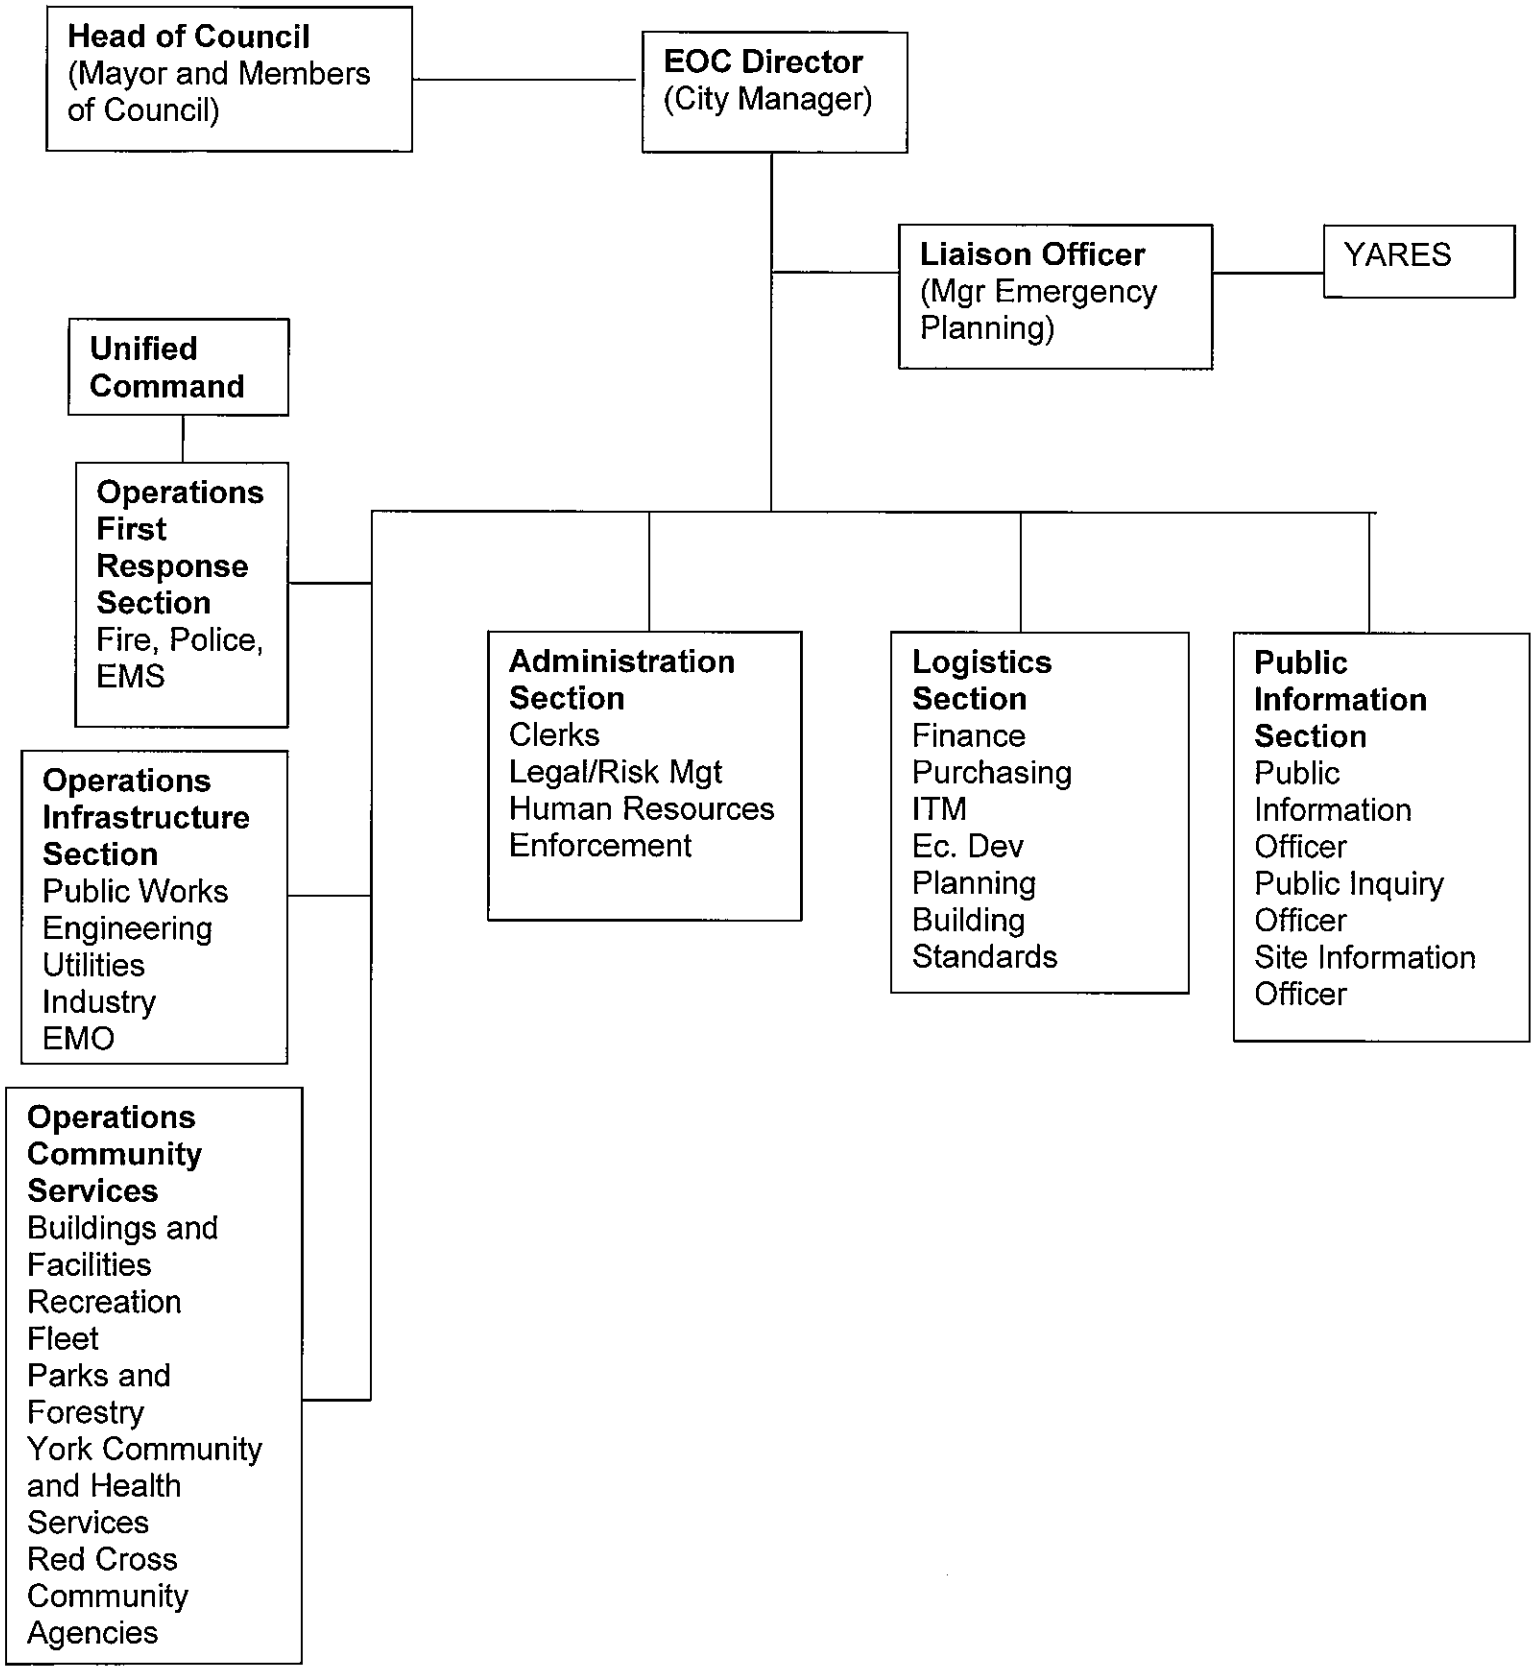 Head of Council
(Mayor and Members
of Council)
EOC Director
(City Manager)
Liaison Officer
(Mgr Emergency
Planning)
YARES
Unified
Command
Operations
First
Response
Section
Fire, Police,
EMS
Administration
Section
Clerks
Legal/Risk Mgt
Human Resources
Enforcement
Logistics
Section
Finance
Purchasing
ITM
Ec. Dev
Planning
Building
Standards
Public
Information
Section
Public
Information
Officer
Public Inquiry
Officer
Site Information
Officer
Operations
Infrastructure
Section
Public Works
Engineering
Utilities
Industry
EMO
Operations
Community
Services
Buildings and
Facilities
Recreation
Fleet
Parks and
Forestry
York Community
and Health
Services
Red Cross
Community
Agencies